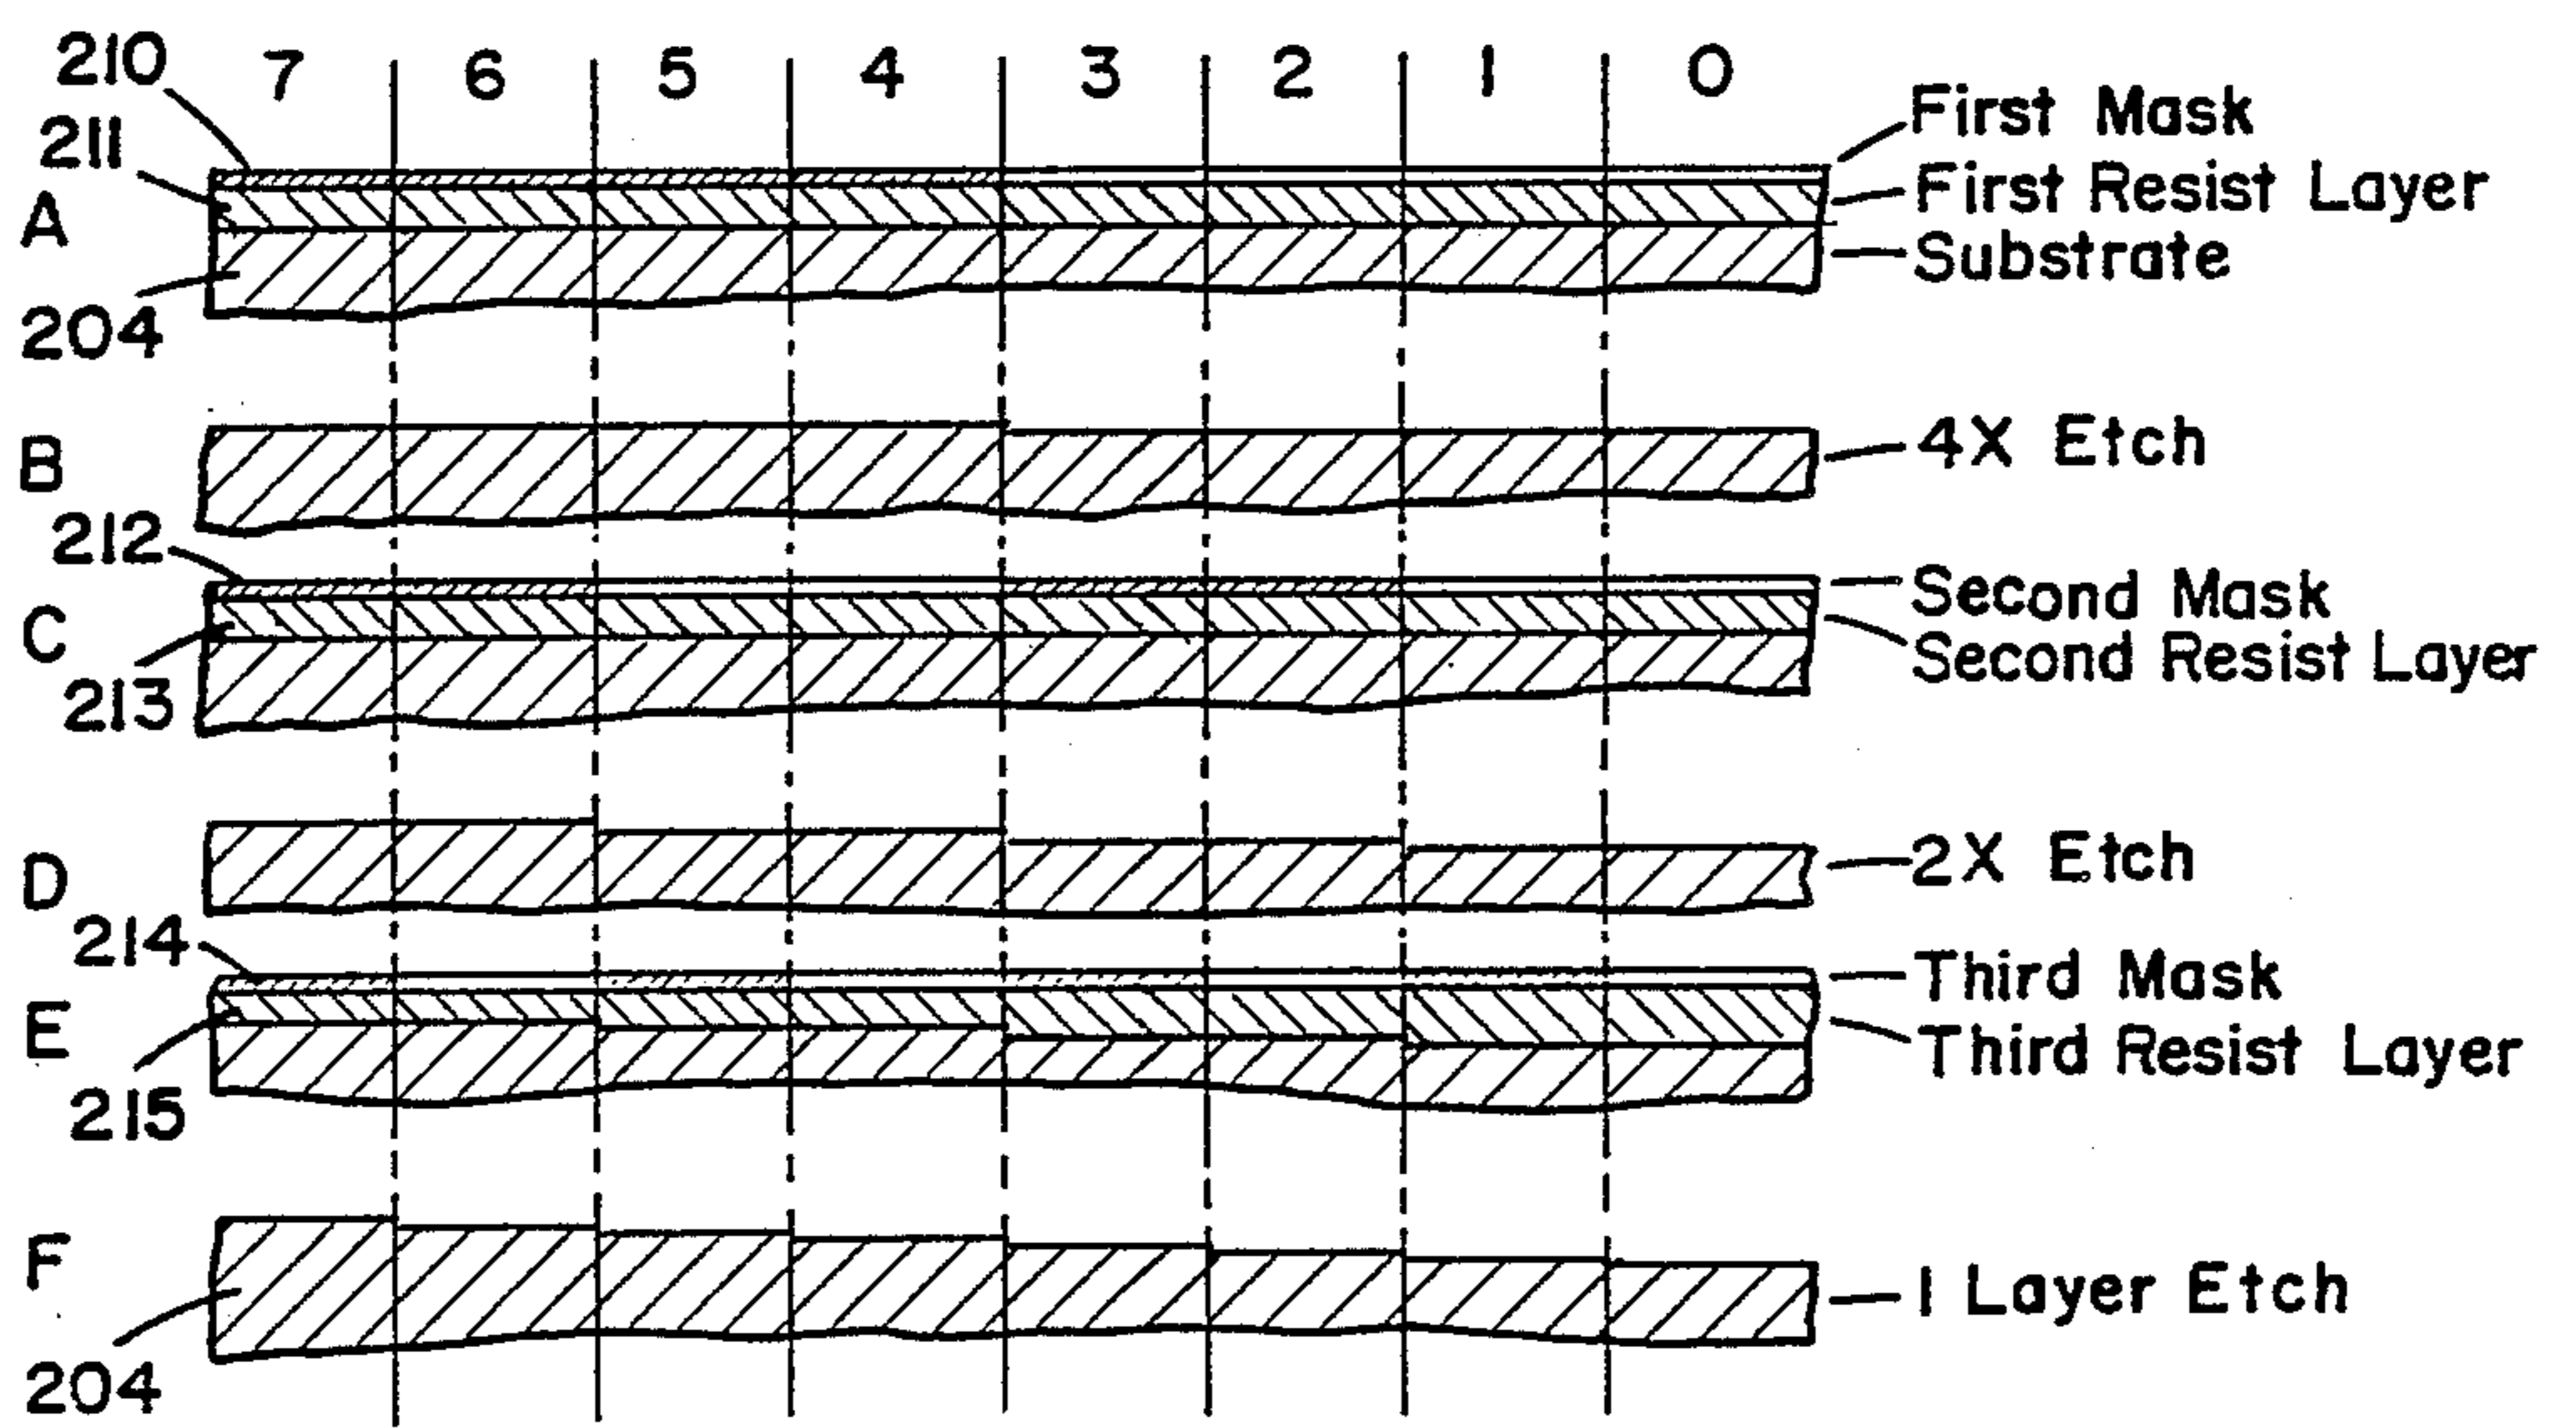 210
7 6 5 4 3 2 1 0
First Mask
211
First Resist Layer
A
Substrate
204
B
4X Etch
212
Second Mask
C
Second Resist Layer
213
D
2X Etch
214
Third Mask
E
Third Resist Layer
215
F
1 Layer Etch
204